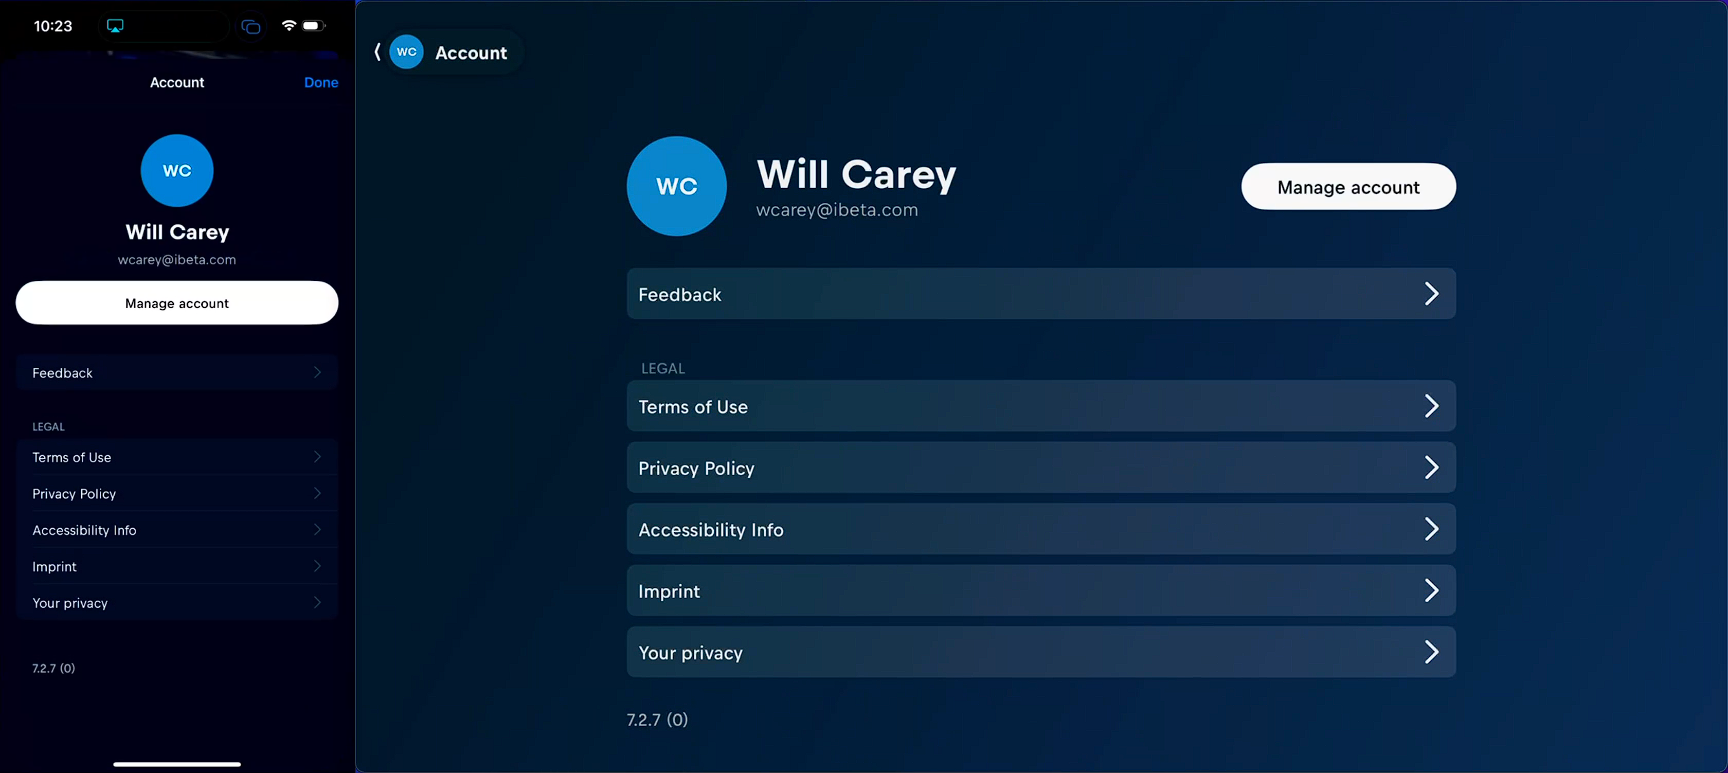 10:23
Account
Done
WC
Will Carey
wcarey@ibeta.com
Manage account
Feedback
LEGAL
Terms of Use
Privacy Policy
Accessibility Info
Imprint
Your privacy
7.2.7 (0)
WC
Account
WC
Will Carey
wcarey@ibeta.com
Manage account
Feedback
LEGAL
Terms of Use
Privacy Policy
Accessibility Info
Imprint
Your privacy
7.2.7 (0)